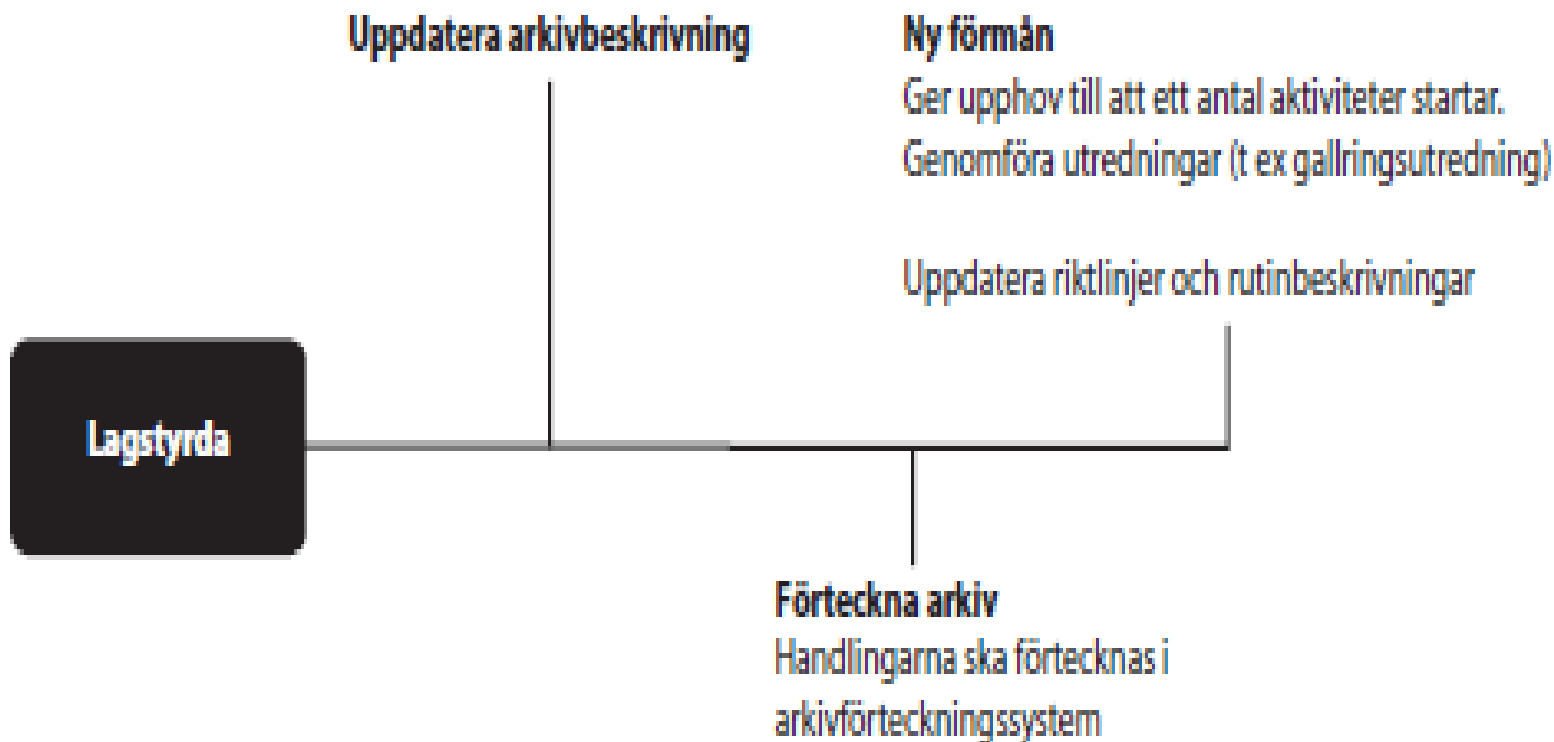 Uppdatera arkivbeskrivning
Ny förmån
Ger upphov till att ett antal aktiviteter startar.
Genomföra utredningar (t ex gallringsutredning)
Uppdatera riktlinjer och rutinbeskrivningar
Lagstyrda
Förteckna arkiv
Handlingarna ska förtecknas i
arkivförteckningssystem